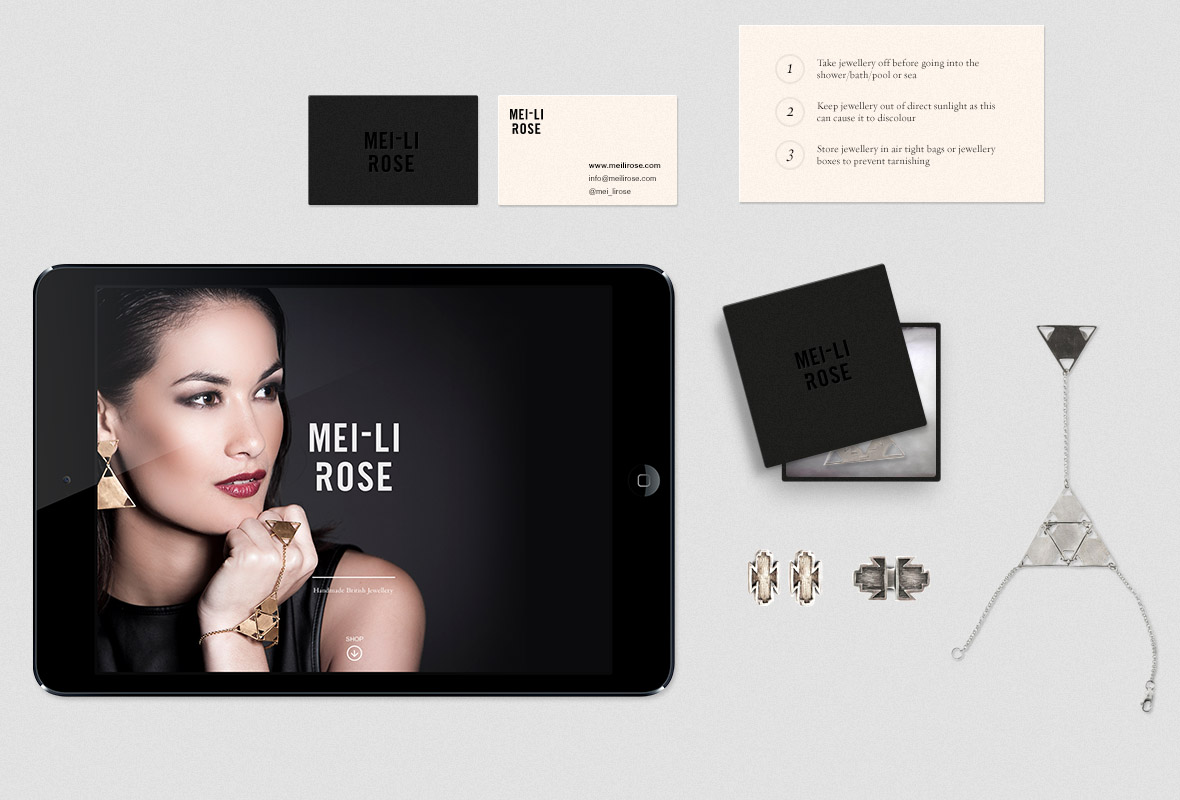 MEI-LI
ROSE
MEI-LI
ROSE
www.meilirose.com
info@meilirose.com
@mei_lirose
1
Take jewellery off before going into the
shower/bath/pool or sea
2
Keep jewellery out of direct sunlight as this
can cause it to discolour
3
Store jewellery in air tight bags or jewellery
boxes to prevent tarnishing
MEI-LI
ROSE
Handmade British Jewellery
SHOP
MEI-LI
ROSE